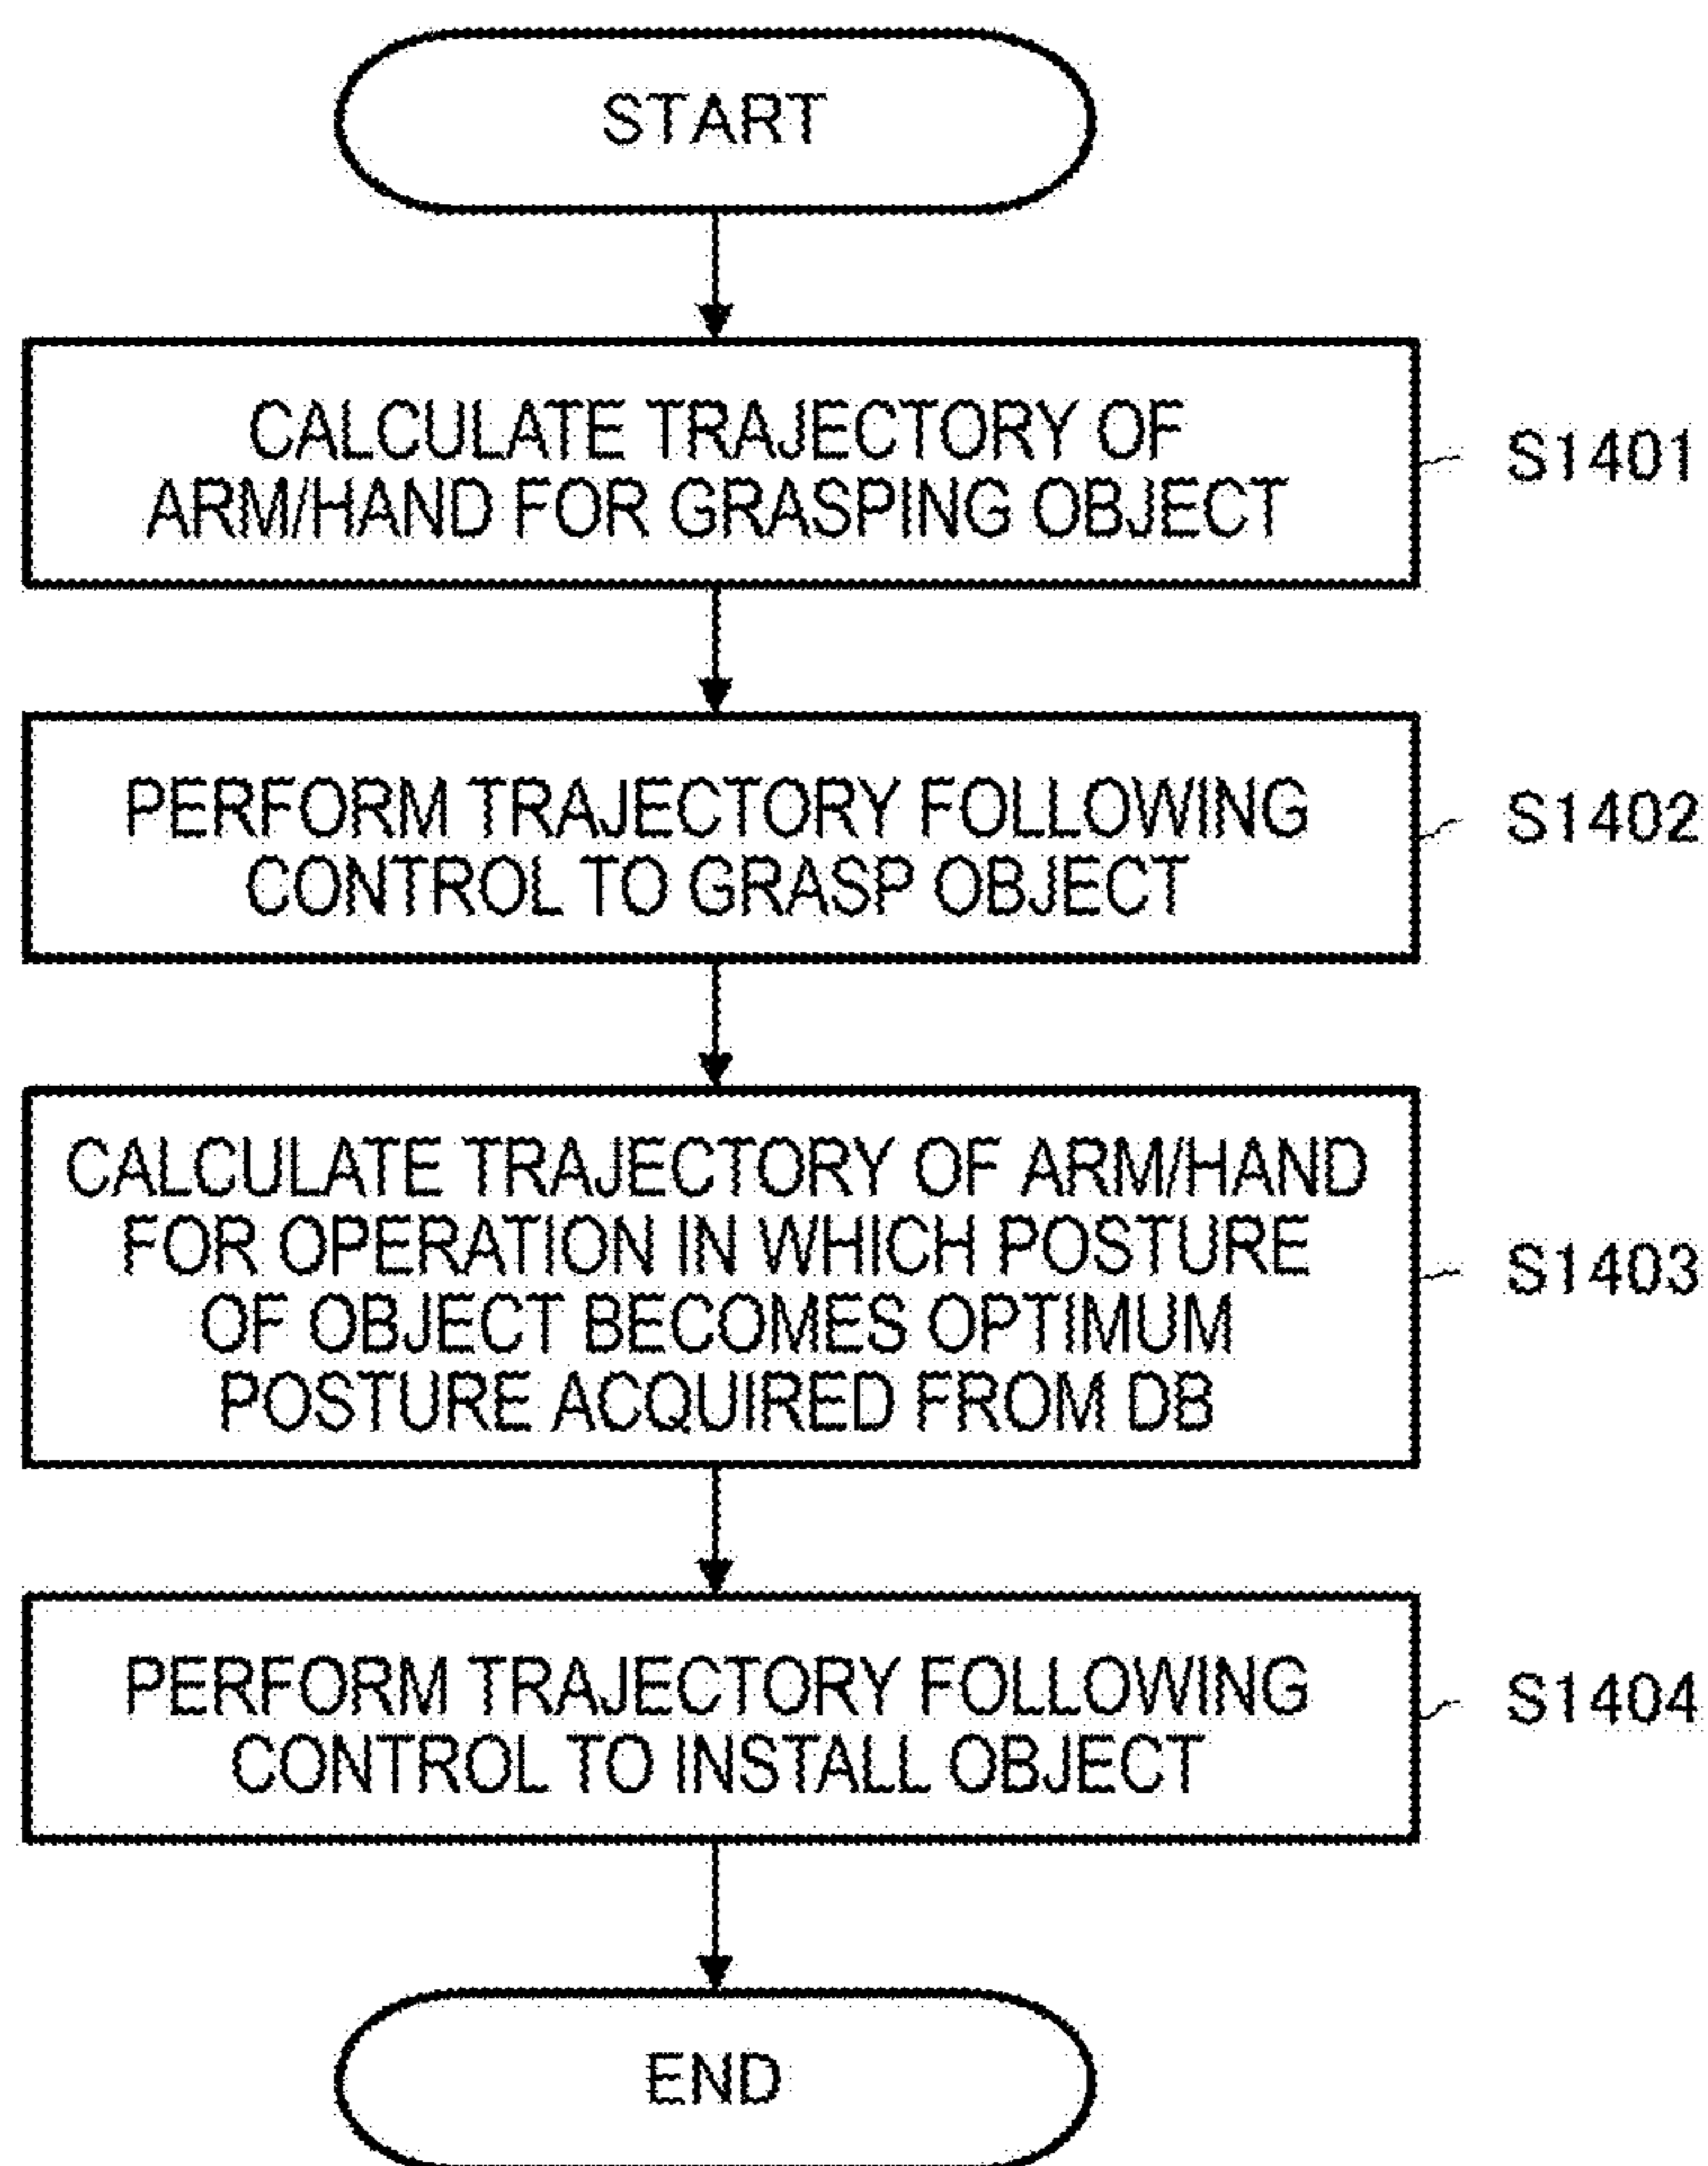 START
CALCULATE TRAJECTORY OF
ARM/HAND FOR GRASPING OBJECT
S1401
PERFORM TRAJECTORY FOLLOWING
CONTROL TO GRASP OBJECT
S1402
CALCULATE TRAJECTORY OF ARM/HAND
FOR OPERATION IN WHICH POSTURE
OF OBJECT BECOMES OPTIMUM
POSTURE ACQUIRED FROM DB
S1403
PERFORM TRAJECTORY FOLLOWING
CONTROL TO INSTALL OBJECT
S1404
END